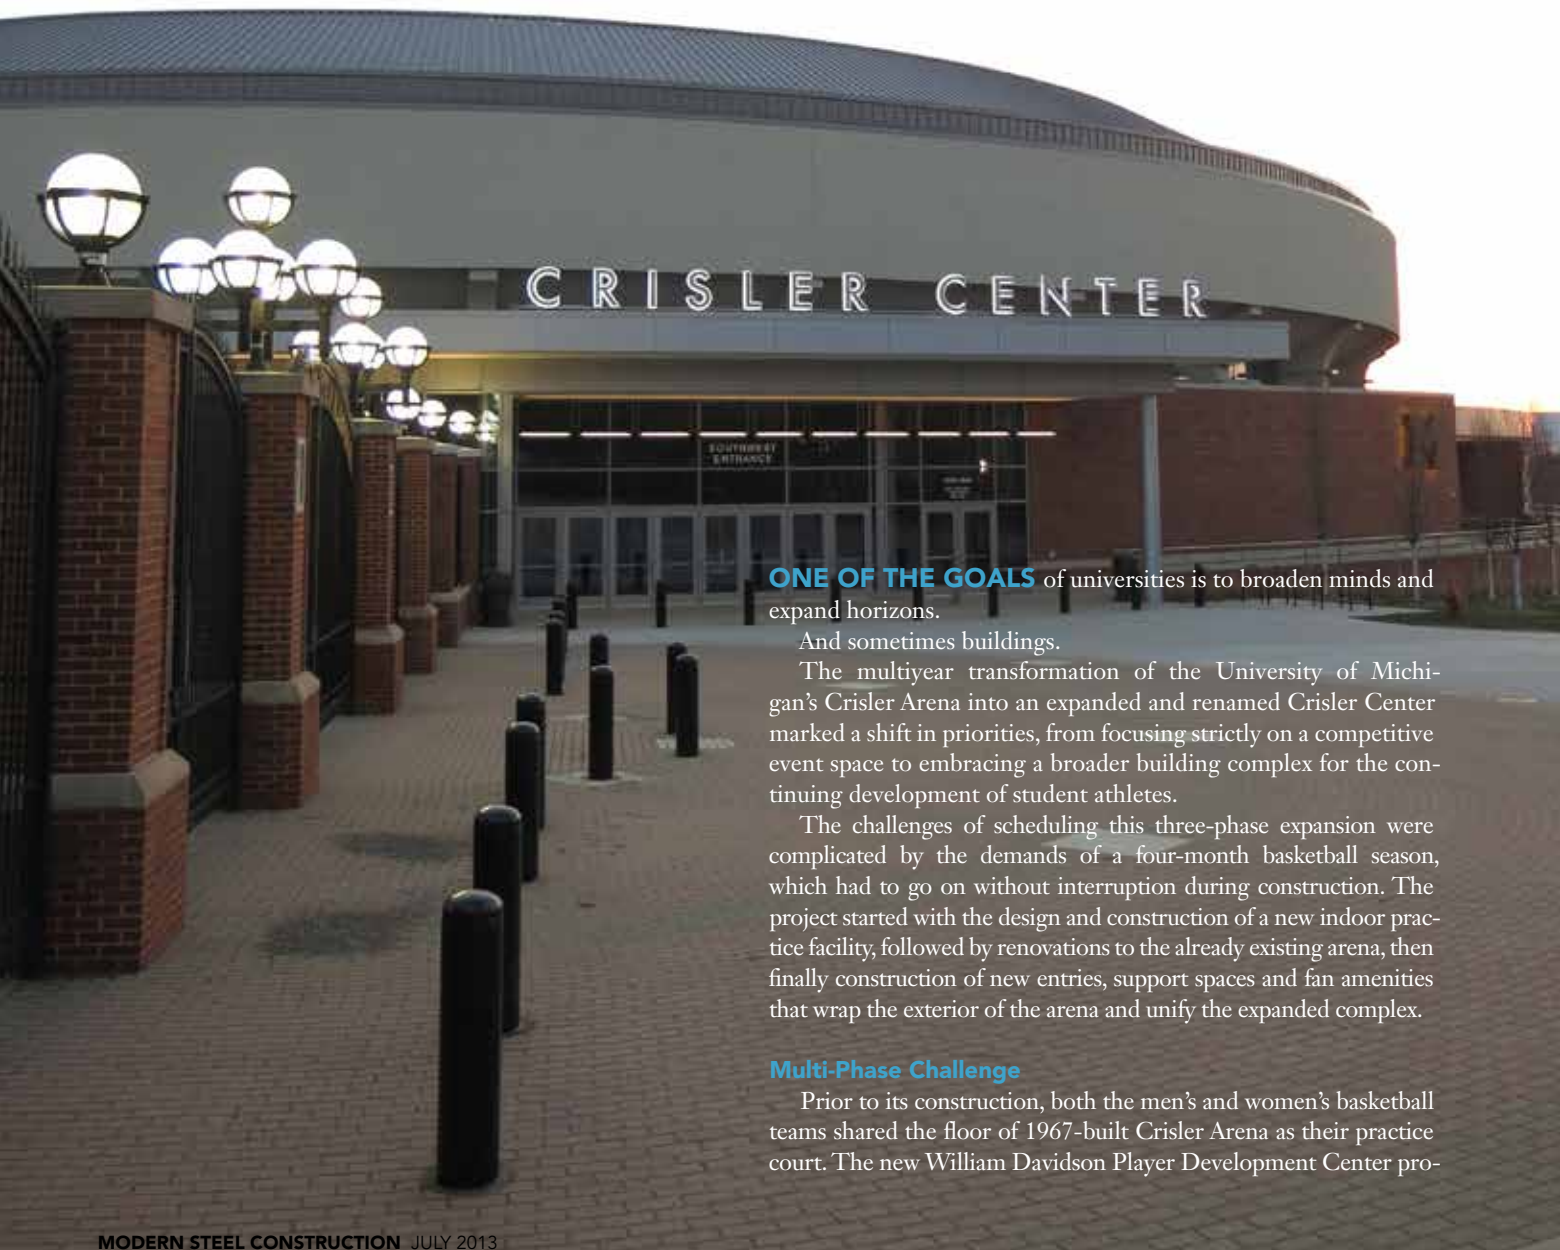 CRISLER CENTER
SOUTHWEST
ENTRANCE
ONE OF THE GOALS of universities is to broaden minds and
expand horizons.
And sometimes buildings.
The multiyear transformation of the University of Michi-
gan’s Crisler Arena into an expanded and renamed Crisler Center
marked a shift in priorities, from focusing strictly on a competitive
event space to embracing a broader building complex for the con-
tinuing development of student athletes.
The challenges of scheduling this three-phase expansion were
complicated by the demands of a four-month basketball season,
which had to go on without interruption during construction. The
project started with the design and construction of a new indoor prac-
tice facility, followed by renovations to the already existing arena, then
finally construction of new entries, support spaces and fan amenities
that wrap the exterior of the arena and unify the expanded complex.
Multi-Phase Challenge
Prior to its construction, both the men’s and women’s basketball
teams shared the floor of 1967-built Crisler Arena as their practice
court. The new William Davidson Player Development Center pro-
MODERN STEEL CONSTRUCTION JULY 2013